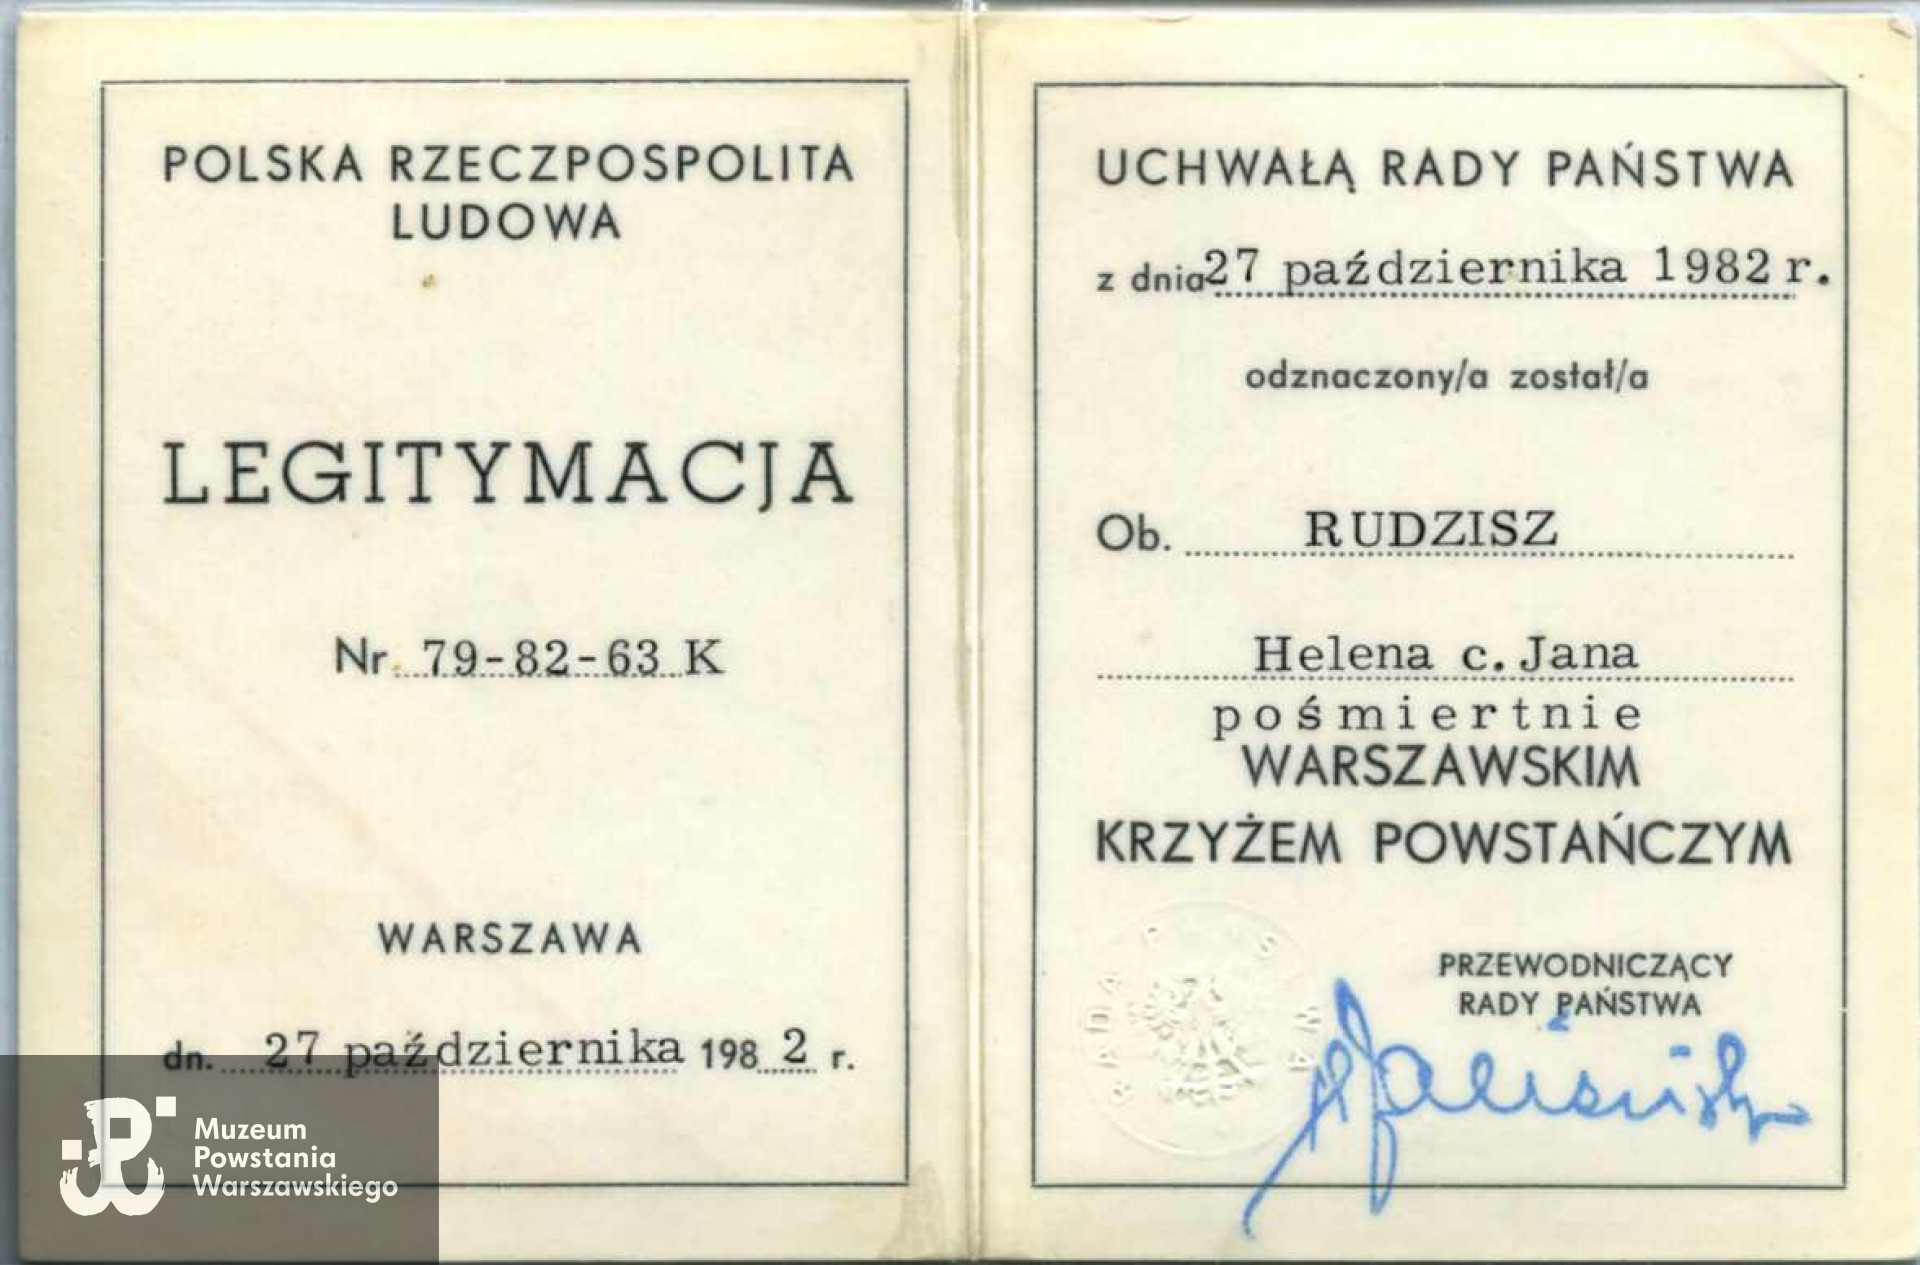 POLSKA RZECZPOSPOLITA
LUDOWA
LEGITYMACJA
Nr 79-82-63 K
WARSZAWA
dn. 27 października 1982 r.
UCHWAŁĄ RADY PAŃSTWA
z dnia 27 października 1982 r.
odznaczony/a został/a
Ob. RUDZISZ
Helena c. Jana
pośmiertnie
WARSZAWSKIM
KRZYŻEM POWSTAŃCZYM
PRZEWODNICZĄCY
RADY PAŃSTWA
Muzeum
Powstania
Warszawskiego